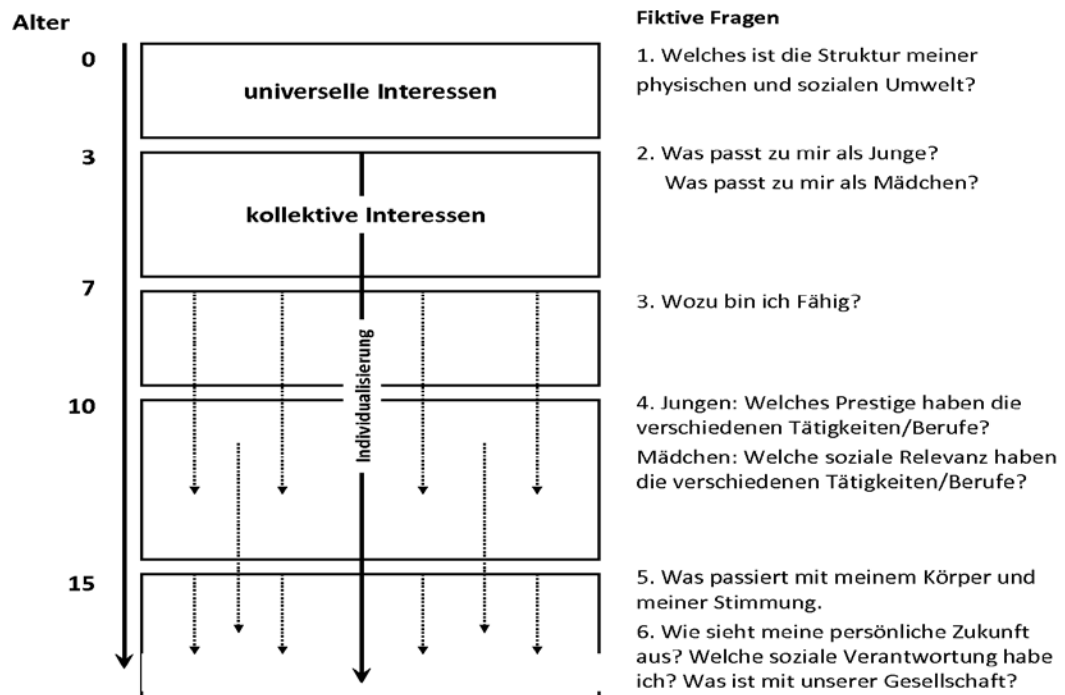 Alter
Fiktive Fragen
0
universelle Interessen
1. Welches ist die Struktur meiner
physischen und sozialen Umwelt?
3
kollektive Interessen
2. Was passt zu mir als Junge?
Was passt zu mir als Mädchen?
7
3. Wozu bin ich Fähig?
Individualisierung
10
4. Jungen: Welches Prestige haben die
verschiedenen Tätigkeiten/Berufe?
Mädchen: Welche soziale Relevanz haben
die verschiedenen Tätigkeiten/Berufe?
15
5. Was passiert mit meinem Körper und
meiner Stimmung.
6. Wie sieht meine persönliche Zukunft
aus? Welche soziale Verantwortung habe
ich? Was ist mit unserer Gesellschaft?